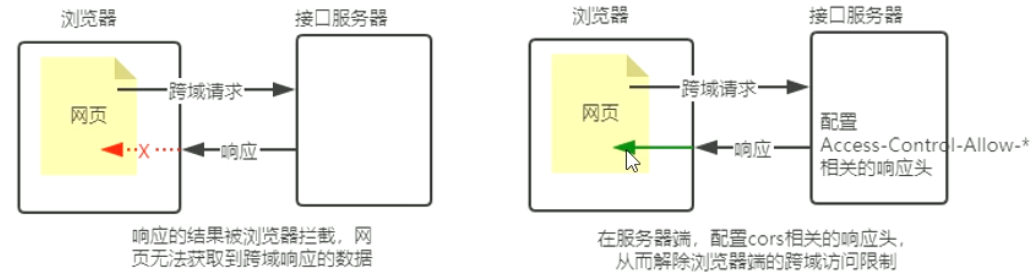 浏览器
接口服务器
跨域请求
网页
X
响应
响应的结果被浏览器拦截，网
页无法获取到跨域响应的数据
浏览器
接口服务器
跨域请求
网页
配置
响应
Access-Control-Allow-*
相关的响应头
在服务器端，配置cors相关的响应头，
从而解除浏览器端的跨域访问限制